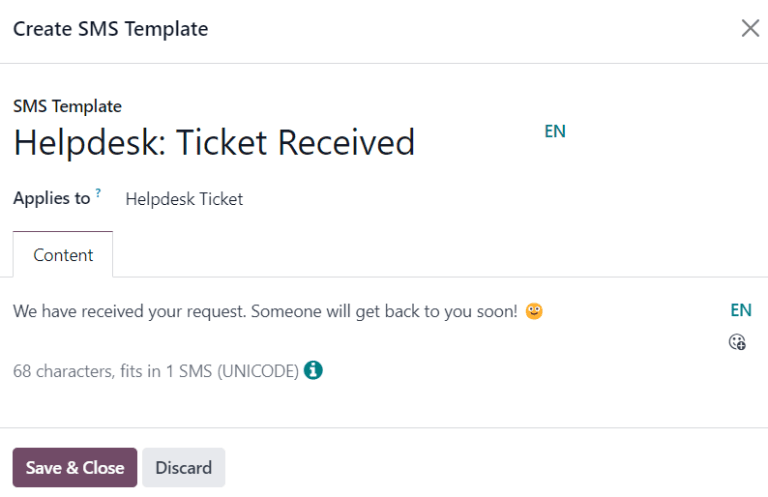 Create SMS Template
SMS Template
Helpdesk: Ticket Received
EN
Applies to ?
Helpdesk Ticket
Content
We have received your request. Someone will get back to you soon! 🙂
EN
68 characters, fits in 1 SMS (UNICODE)
Save & Close
Discard